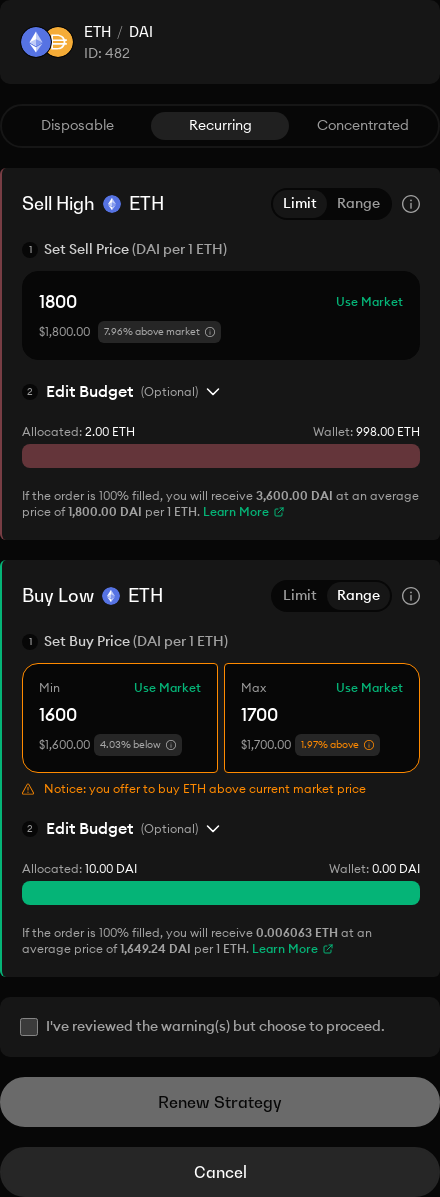 ETH / DAI
ID: 482
Disposable Recurring Concentrated
Sell High ETH Limit Range
1 Set Sell Price (DAI per 1 ETH)
1800 Use Market
$1,800.00 7.96% above market
2 Edit Budget (Optional)
Allocated: 2.00 ETH Wallet: 998.00 ETH
If the order is 100% filled, you will receive 3,600.00 DAI at an average
price of 1,800.00 DAI per 1 ETH. Learn More
Buy Low ETH Limit Range
1 Set Buy Price (DAI per 1 ETH)
Min Use Market Max Use Market
1600 1700
$1,600.00 4.03% below $1,700.00 1.97% above
Notice: you offer to buy ETH above current market price
2 Edit Budget (Optional)
Allocated: 10.00 DAI Wallet: 0.00 DAI
If the order is 100% filled, you will receive 0.006063 ETH at an
average price of 1,649.24 DAI per 1 ETH. Learn More
I've reviewed the warning(s) but choose to proceed.
Renew Strategy
Cancel